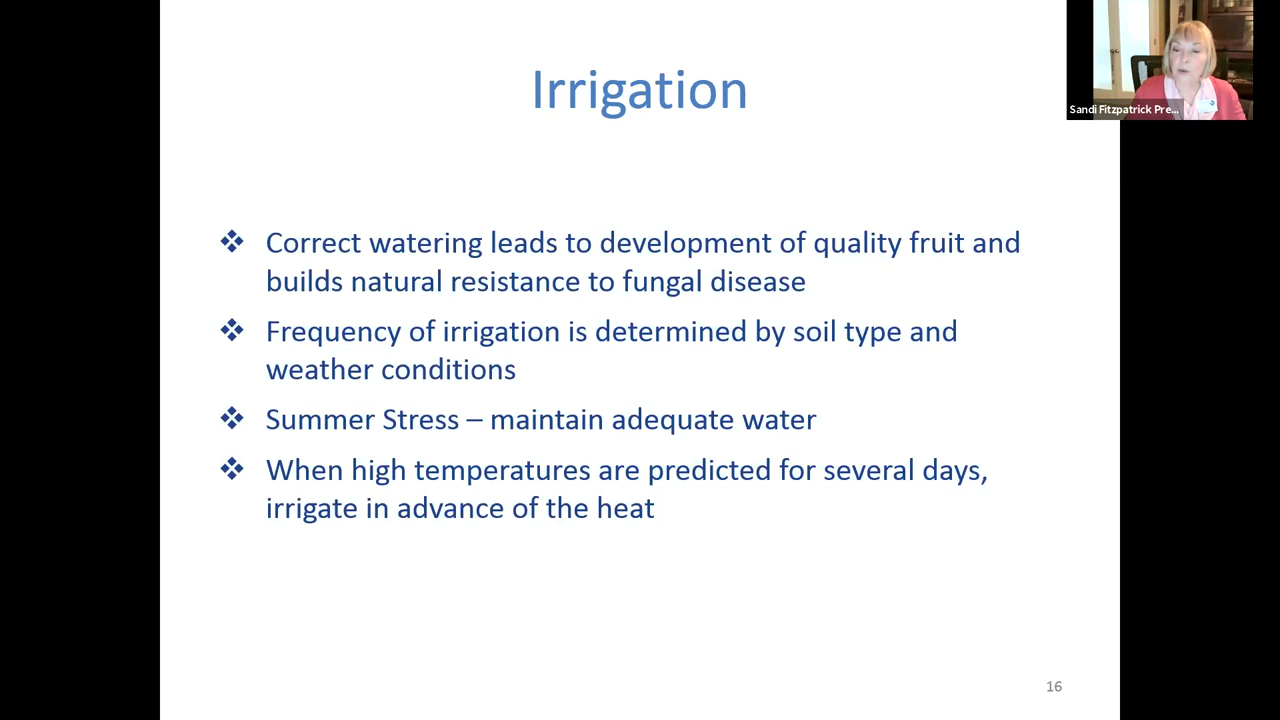 Irrigation
Sandi Fitzpatrick Pre...
❖ Correct watering leads to development of quality fruit and
builds natural resistance to fungal disease
❖ Frequency of irrigation is determined by soil type and
weather conditions
❖ Summer Stress – maintain adequate water
❖ When high temperatures are predicted for several days,
irrigate in advance of the heat
16